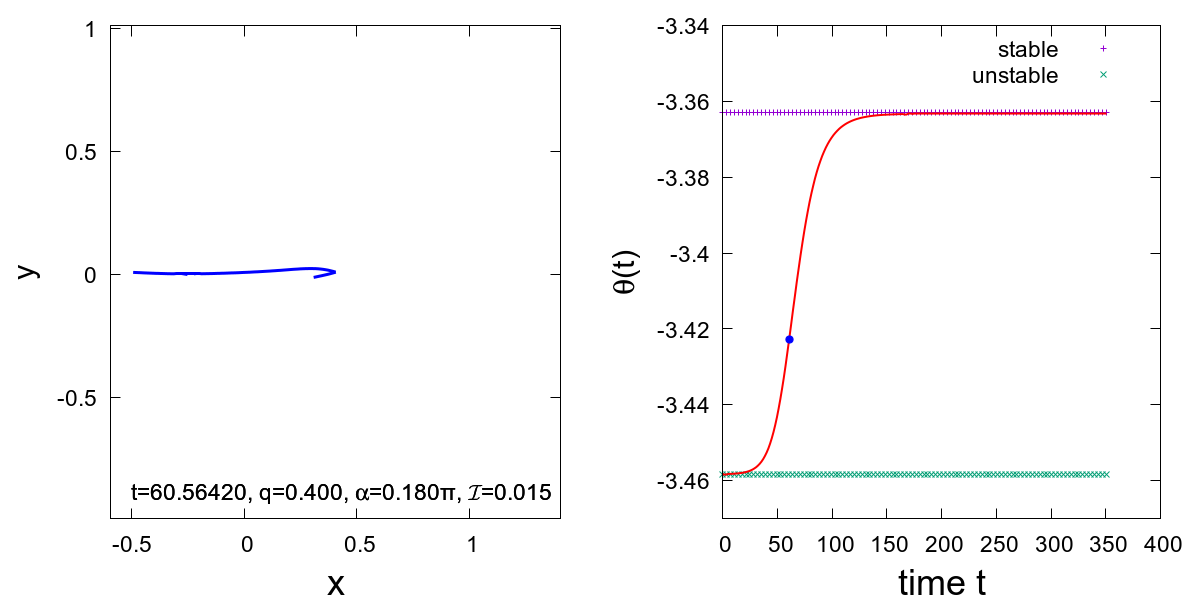 1
0.5
0
-0.5
-0.5 0 0.5 1
x
y
t=60.56420, q=0.400, α=0.180π, ℐ=0.015
-3.34
-3.36
-3.38
-3.4
-3.42
-3.44
-3.46
0 50 100 150 200 250 300 350 400
time t
θ(t)
stable
unstable